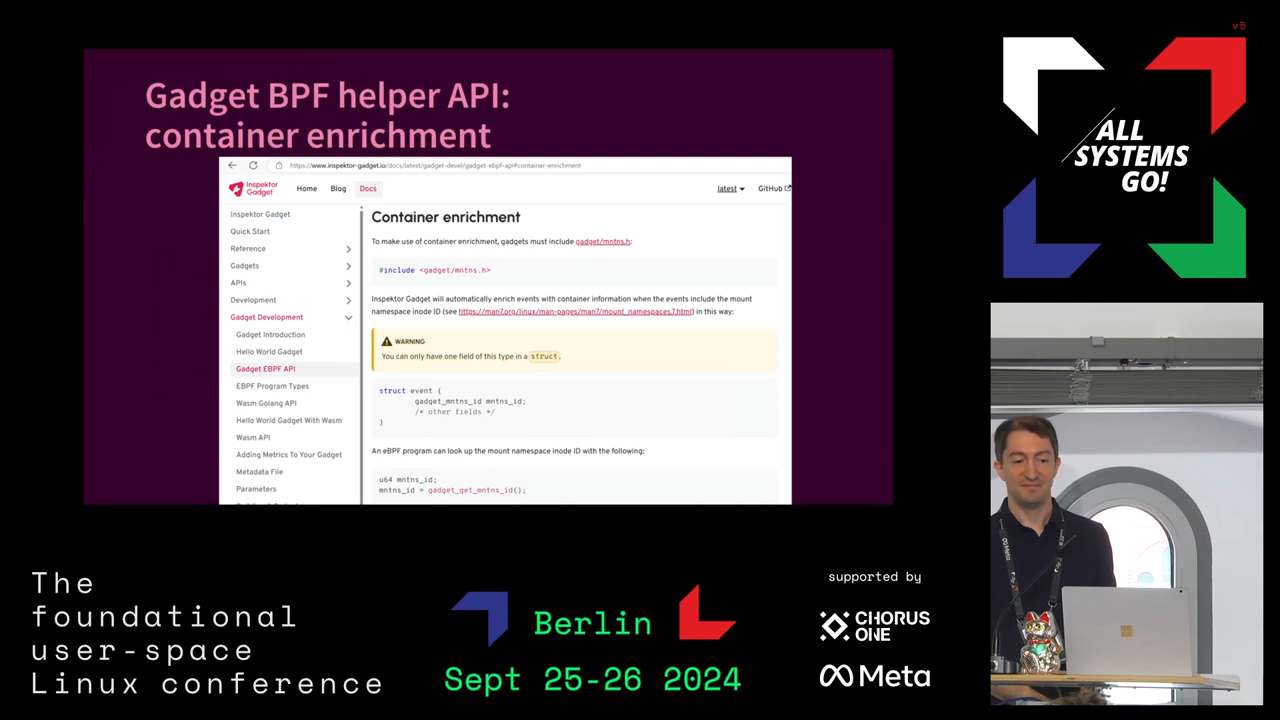 Gadget BPF helper API:
container enrichment
https://www.inspektor-gadget.io/docs/latest/gadget-devel/gadget-ebpf-api#container-enrichment
Inspektor
Gadget
Home
Blog
Docs
latest
GitHub
Inspektor Gadget
Quick Start
Reference
Gadgets
APIs
Development
Gadget Development
Gadget Introduction
Hello World Gadget
Gadget EBPF API
EBPF Program Types
Wasm Golang API
Hello World Gadget With Wasm
Wasm API
Adding Metrics To Your Gadget
Metadata File
Parameters
Container enrichment
To make use of container enrichment, gadgets must include gadget/mntns.h:
#include <gadget/mntns.h>
Inspektor Gadget will automatically enrich events with container information when the events include the mount
namespace inode ID (see https://man7.org/linux/man-pages/man7/mount_namespaces.7.html) in this way:
WARNING
You can only have one field of this type in a struct.
struct event {
gadget_mntns_id mntns_id;
/* other fields */
}
An eBPF program can look up the mount namespace inode ID with the following:
u64 mntns_id;
mntns_id = gadget_get_mntns_id();
v5
ALL
SYSTEMS
GO!
The
foundational
user-space
Linux conference
Berlin
Sept 25-26 2024
supported by
CHORUS
ONE
Meta
Meta